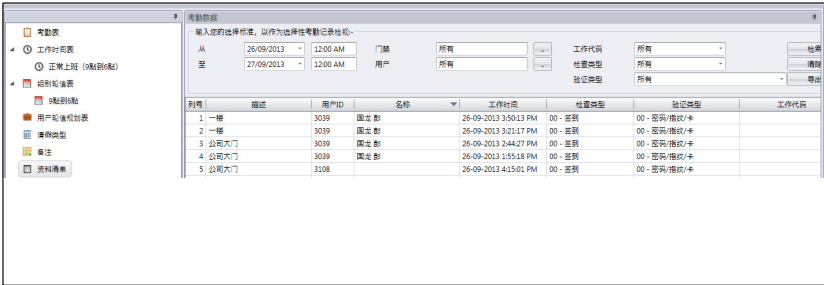 考勤表
工作时间表
正常上班（9點到6點）
组别轮值表
9點到6點
用户轮值规划表
请假类型
备注
资料清单
考勤数据
输入您的选择标准，以作为选择性考勤记录检视:-
从 26/09/2013 12:00 AM 门禁 所有 .. 工作代码 所有 检索
至 27/09/2013 12:00 AM 用户 所有 .. 检查类型 所有 清除
验证类型 所有 导出
列号 描述 用户ID 名称 工作时间 检查类型 验证类型 工作代码
1 一楼 3039 国龙 彭 26-09-2013 3:50:13 PM 00 - 签到 00 - 密码/指纹/卡
2 一楼 3039 国龙 彭 26-09-2013 3:21:17 PM 00 - 签到 00 - 密码/指纹/卡
3 公司大门 3039 国龙 彭 26-09-2013 2:44:27 PM 00 - 签到 00 - 密码/指纹/卡
4 公司大门 3039 国龙 彭 26-09-2013 1:55:18 PM 00 - 签到 00 - 密码/指纹/卡
5 公司大门 3108 26-09-2013 4:15:01 PM 00 - 签到 00 - 密码/指纹/卡